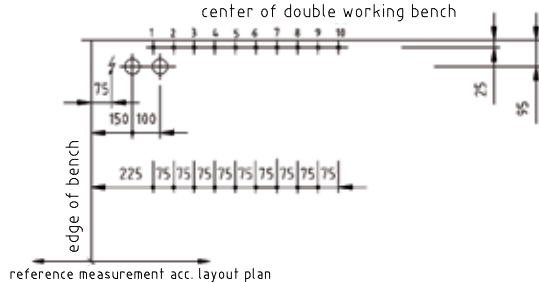 center of double working bench
1 2 3 4 5 6 7 8 9 10
75
25
95
150 100
225 75 75 75 75 75 75 75 75 75
edge of bench
reference measurement acc. layout plan